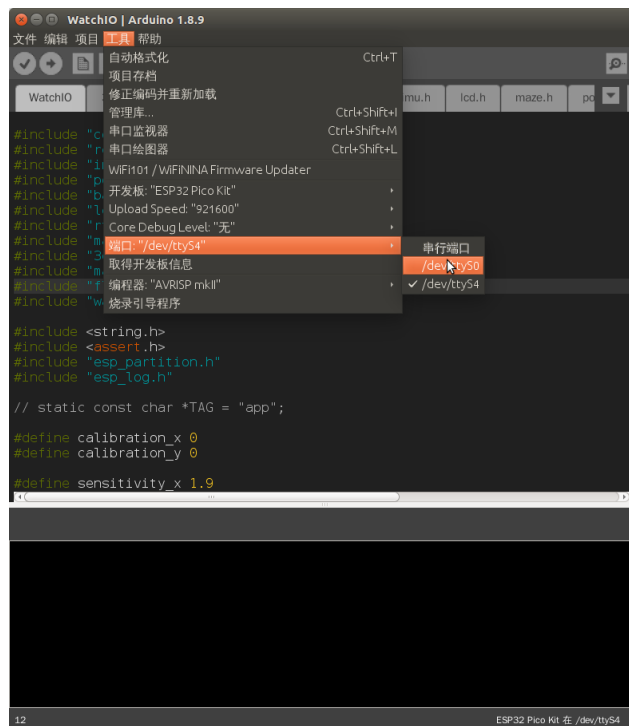 WatchIO | Arduino 1.8.9
文件 编辑 项目 工具 帮助
自动格式化 Ctrl+T
项目存档
修正编码并重新加载
管理库... Ctrl+Shift+I
串口监视器 Ctrl+Shift+M
串口绘图器 Ctrl+Shift+L
WiFi101 / WiFiNINA Firmware Updater
开发板: "ESP32 Pico Kit"
Upload Speed: "921600"
Core Debug Level: "无"
端口: "/dev/ttyS4"
取得开发板信息
编程器: "AVRISP mkII"
烧录引导程序
串行端口
/dev/ttyS0
✓ /dev/ttyS4
WatchIO mu.h lcd.h maze.h po
#include "c
#include "r
#include "i
#include "p
#include "b
#include "l
#include "r
#include "m
#include "3
#include "m
#include "f
#include "w
#include <string.h>
#include <assert.h>
#include "esp_partition.h"
#include "esp_log.h"
// static const char *TAG = "app";
#define calibration_x 0
#define calibration_y 0
#define sensitivity_x 1.9
12 ESP32 Pico Kit 在 /dev/ttyS4